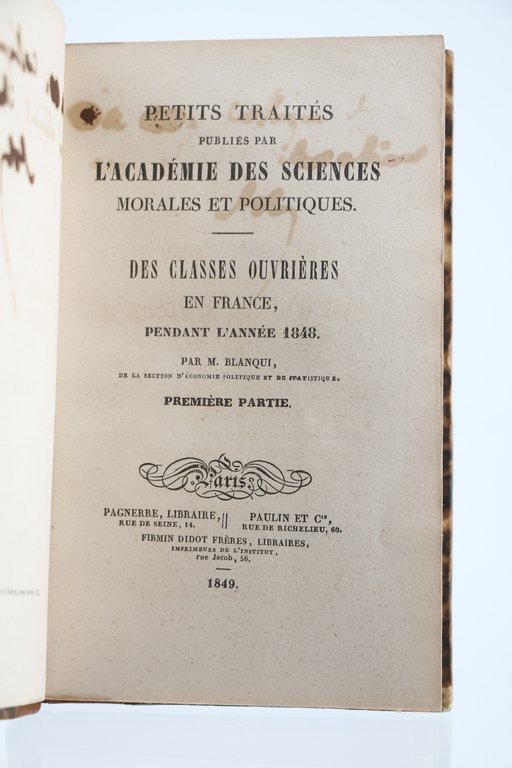 PETITS TRAITÉS
PUBLIÉS PAR
L'ACADÉMIE DES SCIENCES
MORALES ET POLITIQUES.
DES CLASSES OUVRIÈRES
EN FRANCE,
PENDANT L'ANNÉE 1848.
PAR M. BLANQUI,
DE LA SECTION D'ÉCONOMIE POLITIQUE ET DE STATISTIQUE.
PREMIÈRE PARTIE.
Paris
PAGNERRE, LIBRAIRE, || PAULIN ET Cie,
RUE DE SEINE, 14. RUE DE RICHELIEU, 60.
FIRMIN DIDOT FRÈRES, LIBRAIRES,
IMPRIMEURS DE L'INSTITUT,
rue Jacob, 56.
1849.